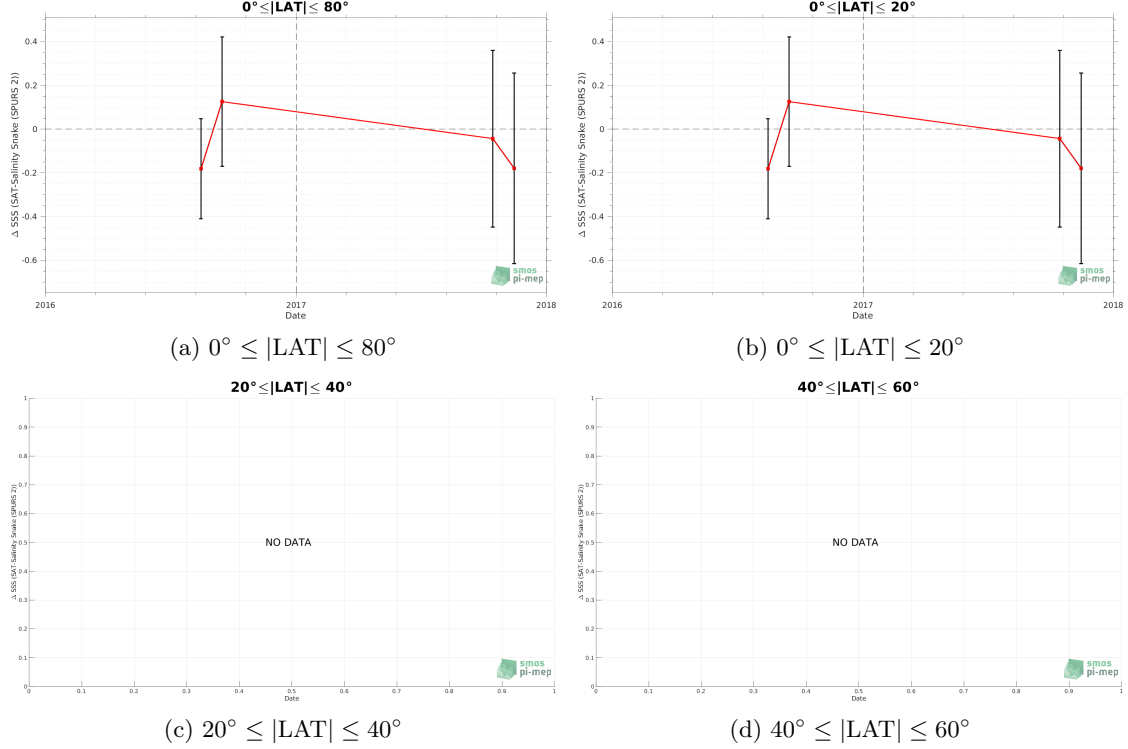 0°≤|LAT|≤ 80°
Δ SSS (SAT-Salinity Snake (SPURS 2))
0.4
0.2
0
-0.2
-0.4
-0.6
2016
2017
2018
Date
smos
pi-mep
(a) 0° ≤ |LAT| ≤ 80°
0°≤|LAT|≤ 20°
Δ SSS (SAT-Salinity Snake (SPURS 2))
0.4
0.2
0
-0.2
-0.4
-0.6
2016
2017
2018
Date
smos
pi-mep
(b) 0° ≤ |LAT| ≤ 20°
20°≤|LAT|≤ 40°
Δ SSS (SAT-Salinity Snake (SPURS 2))
1
0.9
0.8
0.7
0.6
0.5
0.4
0.3
0.2
0.1
0
NO DATA
0 0.1 0.2 0.3 0.4 0.5 0.6 0.7 0.8 0.9 1
Date
smos
pi-mep
(c) 20° ≤ |LAT| ≤ 40°
40°≤|LAT|≤ 60°
Δ SSS (SAT-Salinity Snake (SPURS 2))
1
0.9
0.8
0.7
0.6
0.5
0.4
0.3
0.2
0.1
0
NO DATA
0 0.1 0.2 0.3 0.4 0.5 0.6 0.7 0.8 0.9 1
Date
smos
pi-mep
(d) 40° ≤ |LAT| ≤ 60°